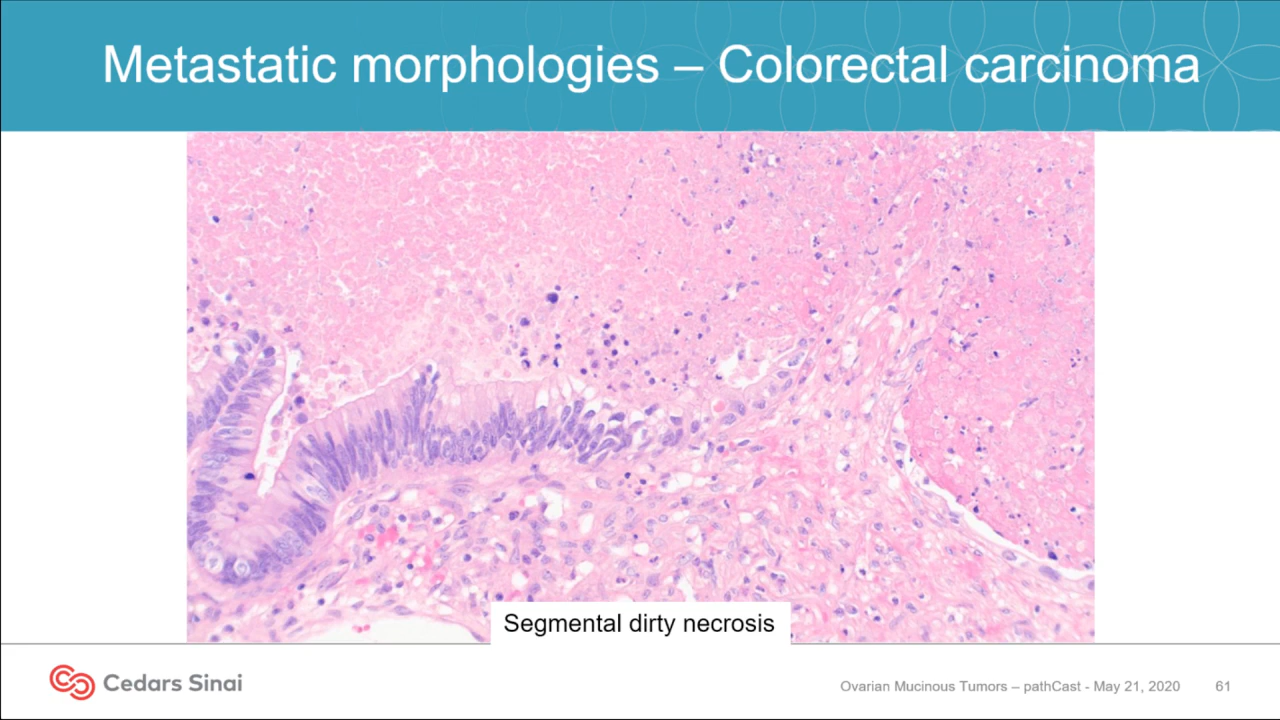 Metastatic morphologies – Colorectal carcinoma
Segmental dirty necrosis
Cedars Sinai
Ovarian Mucinous Tumors – pathCast - May 21, 2020 61